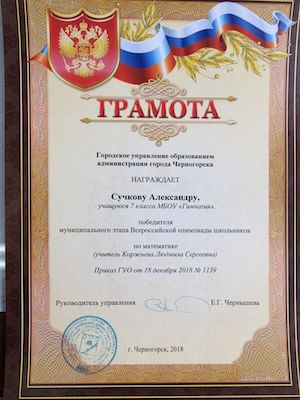 ГРАМОТА
Городское управление образованием
администрации города Черногорска
НАГРАЖДАЕТ
Сучкову Александру,
учащуюся 7 класса МБОУ «Гимназия»,
победителя
муниципального этапа Всероссийской олимпиады школьников
по математике
(учитель Коржнева Людмила Сергеевна)
Приказ ГУО от 18 декабря 2018 № 1139
Руководитель управления Е.Г. Чернышева
г. Черногорск, 2018